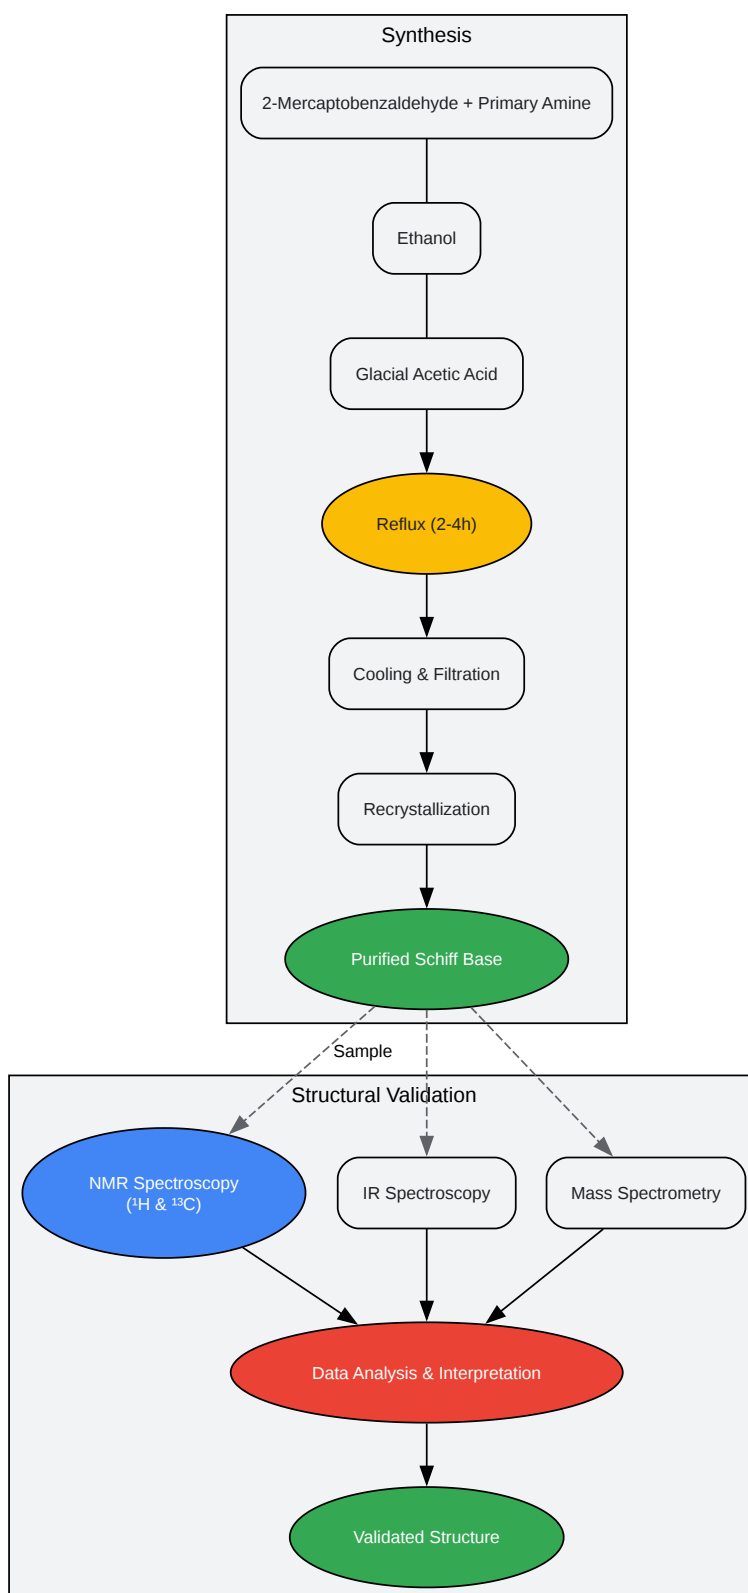 Synthesis
2-Mercaptobenzaldehyde + Primary Amine
Ethanol
Glacial Acetic Acid
Reflux (2-4h)
Cooling & Filtration
Recrystallization
Purified Schiff Base
Sample
Structural Validation
NMR Spectroscopy
(¹H & ¹³C)
IR Spectroscopy
Mass Spectrometry
Data Analysis & Interpretation
Validated Structure